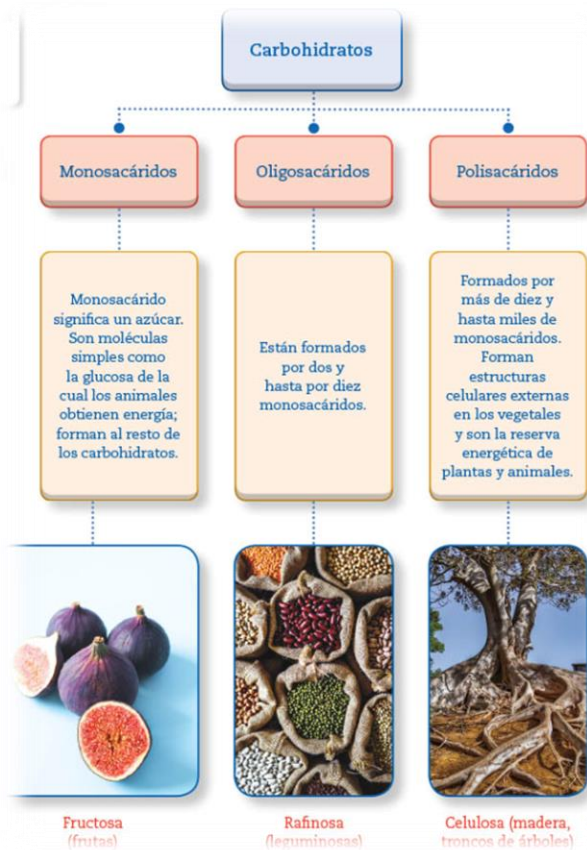 Carbohidratos
Monosacáridos
Oligosacáridos
Polisacáridos
Monosacárido
significa un azúcar.
Son moléculas
simples como
la glucosa de la
cual los animales
obtienen energía;
forman al resto de
los carbohidratos.
Están formados
por dos y
hasta por diez
monosacáridos.
Formados por
más de diez y
hasta miles de
monosacáridos.
Forman
estructuras
celulares externas
en los vegetales
y son la reserva
energética de
plantas y animales.
Fructosa
(frutas)
Rafinosa
(leguminosas)
Celulosa (madera,
troncos de árboles)